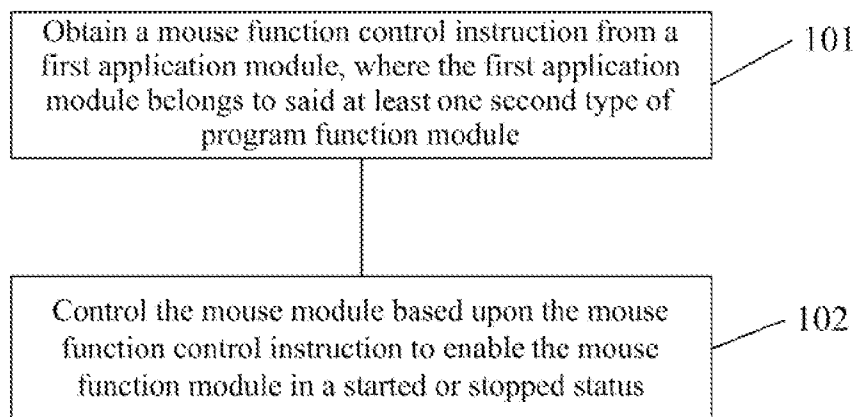 Obtain a mouse function control instruction from a
first application module, where the first application
module belongs to said at least one second type of
program function module
101
Control the mouse module based upon the mouse
function control instruction to enable the mouse
function module in a started or stopped status
102